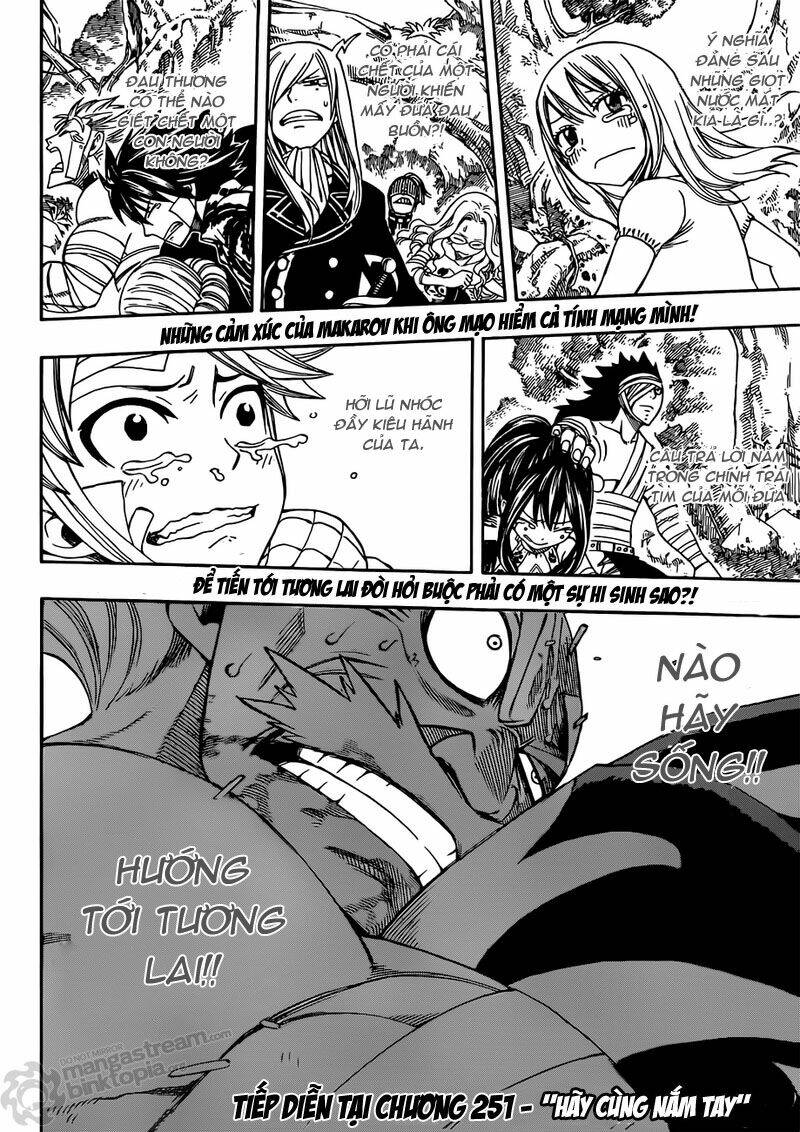 ĐAU THƯƠNG
CÓ THỂ NÀO
GIẾT CHẾT MỘT
CON NGƯỜI
KHÔNG?
CÓ PHẢI CÁI
CHẾT CỦA MỘT
NGƯỜI KHIẾN
MẤY ĐỨA ĐAU
BUỒN?!
Ý NGHĨA
ĐẰNG SAU
NHỮNG GIỌT
NƯỚC MẮT
KIA LÀ GÌ..?
NHỮNG CẢM XÚC CỦA MAKAROV KHI ÔNG MẠO HIỂM CẢ TÍNH MẠNG MÌNH!
HỠI LŨ NHÓC
ĐẦY KIÊU HÃNH
CỦA TA.
CÂU TRẢ LỜI NẰM
TRONG CHÍNH TRÁI
TIM CỦA MỖI ĐỨA
ĐỂ TIẾN TỚI TƯƠNG LAI ĐÒI HỎI BUỘC PHẢI CÓ MỘT SỰ HI SINH SAO?!
NÀO
HÃY
SỐNG!!
HƯỚNG
TỚI TƯƠNG
LAI!!
DO NOT MIRROR
mangastream.com
binktopia
TIẾP DIỄN TẠI CHƯƠNG 251 - "HÃY CÙNG NẮM TAY"